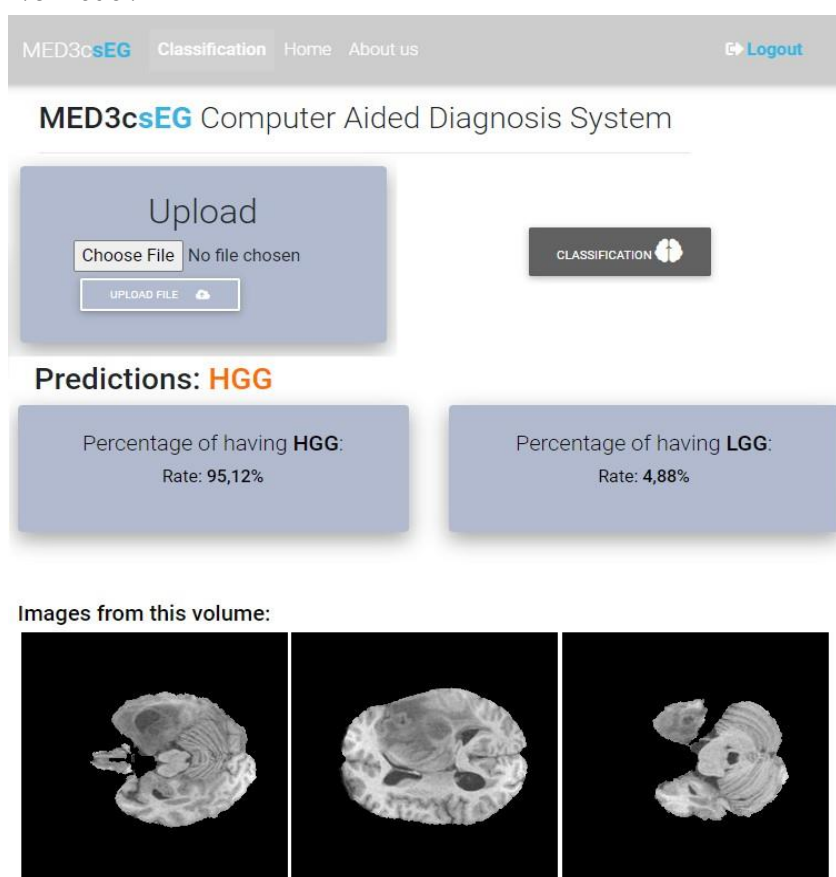 MED3csEG Classification Home About us Logout
MED3csEG Computer Aided Diagnosis System
Upload
Choose File No file chosen
UPLOAD FILE
CLASSIFICATION
Predictions: HGG
Percentage of having HGG:
Rate: 95,12%
Percentage of having LGG:
Rate: 4,88%
Images from this volume: